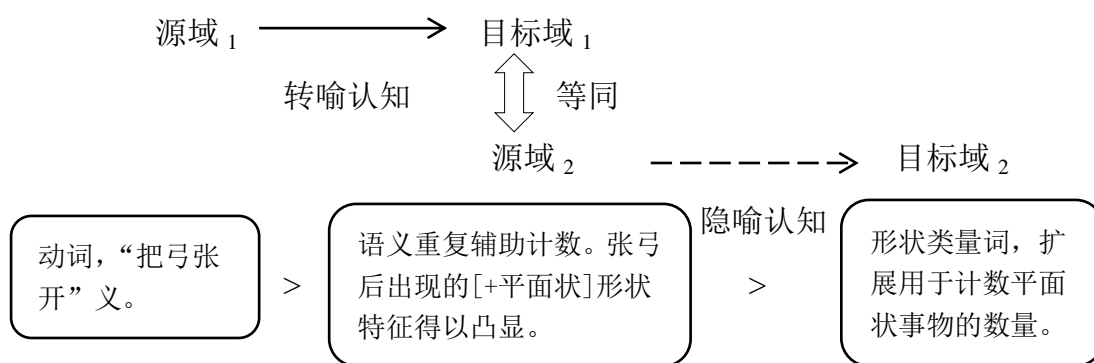 源域1 目标域1
转喻认知 等同
源域2 目标域2
隐喻认知
动词，“把弓张
开”义。
>
语义重复辅助计数。张弓
后出现的[+平面状]形状
特征得以凸显。
>
形状类量词，扩
展用于计数平面
状事物的数量。